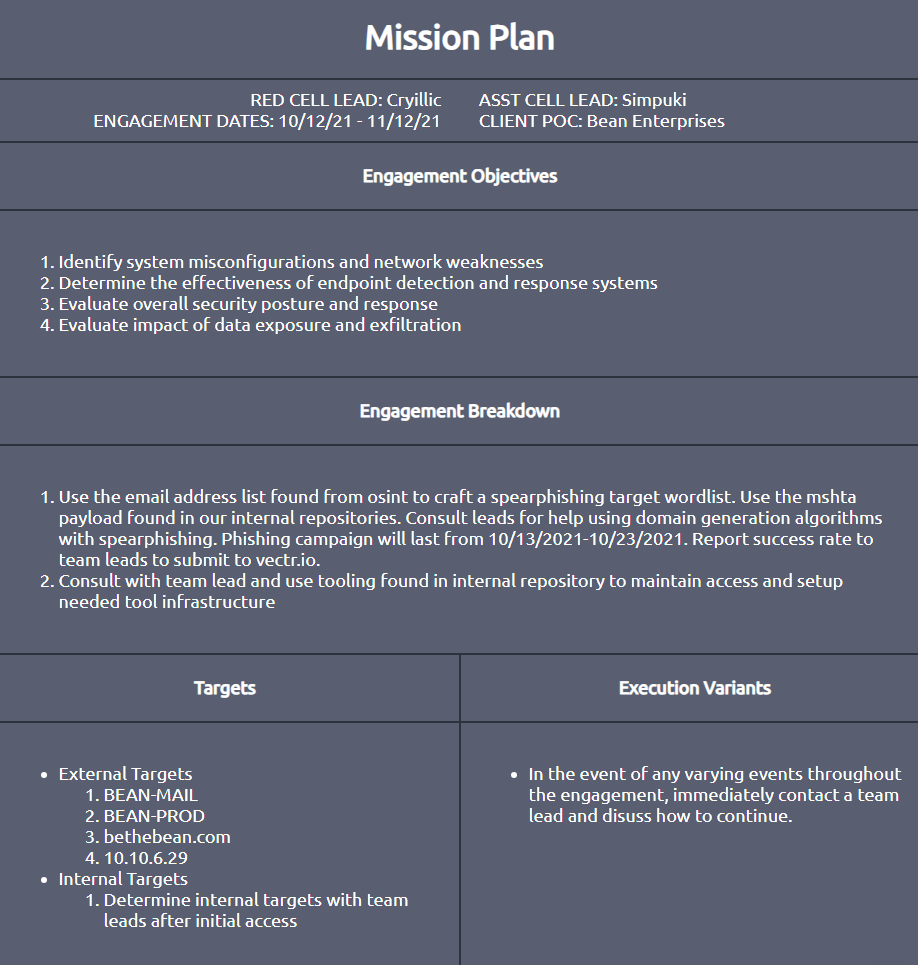 Mission Plan
RED CELL LEAD: Cryillic
ENGAGEMENT DATES: 10/12/21 - 11/12/21
ASST CELL LEAD: Simpuki
CLIENT POC: Bean Enterprises
Engagement Objectives
1. Identify system misconfigurations and network weaknesses
2. Determine the effectiveness of endpoint detection and response systems
3. Evaluate overall security posture and response
4. Evaluate impact of data exposure and exfiltration
Engagement Breakdown
1. Use the email address list found from osint to craft a spearphishing target wordlist. Use the mshta
payload found in our internal repositories. Consult leads for help using domain generation algorithms
with spearphishing. Phishing campaign will last from 10/13/2021-10/23/2021. Report success rate to
team leads to submit to vectr.io.
2. Consult with team lead and use tooling found in internal repository to maintain access and setup
needed tool infrastructure
Targets
• External Targets
1. BEAN-MAIL
2. BEAN-PROD
3. bethebean.com
4. 10.10.6.29
• Internal Targets
1. Determine internal targets with team
leads after initial access
Execution Variants
• In the event of any varying events throughout
the engagement, immediately contact a team
lead and disuss how to continue.